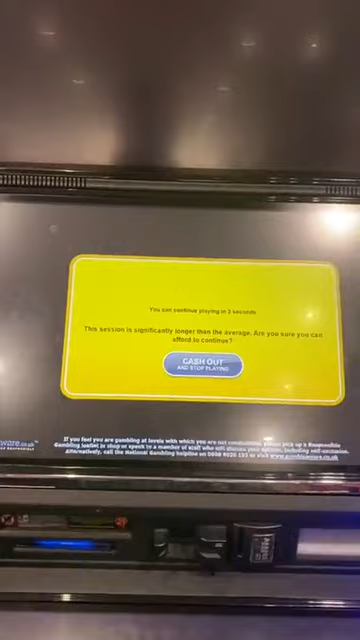 You can continue playing in 3 seconds
This session is significantly longer than the average. Are you sure you can
afford to continue?
CASH OUT
AND STOP PLAYING
aware.co.uk
If you feel you are gambling at levels with which you are not comfortable, please pick up a Responsible
Gambling leaflet in shop or speak to a member of staff who will discuss your options, including self-exclusion.
Alternatively, call the National Gambling helpline on 0808 8020 133 or visit www.gambleaware.co.uk